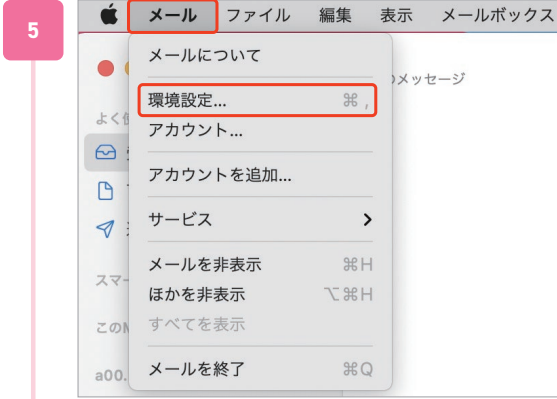 5
メール ファイル 編集 表示 メールボックス
メールについて
メッセージ
環境設定... ⌘ ,
よく
アカウント...
アカウントを追加...
サービス
メールを非表示 ⌘H
スマー
ほかを非表示 ⌥⌘H
この
すべてを表示
メールを終了 ⌘Q
a00.